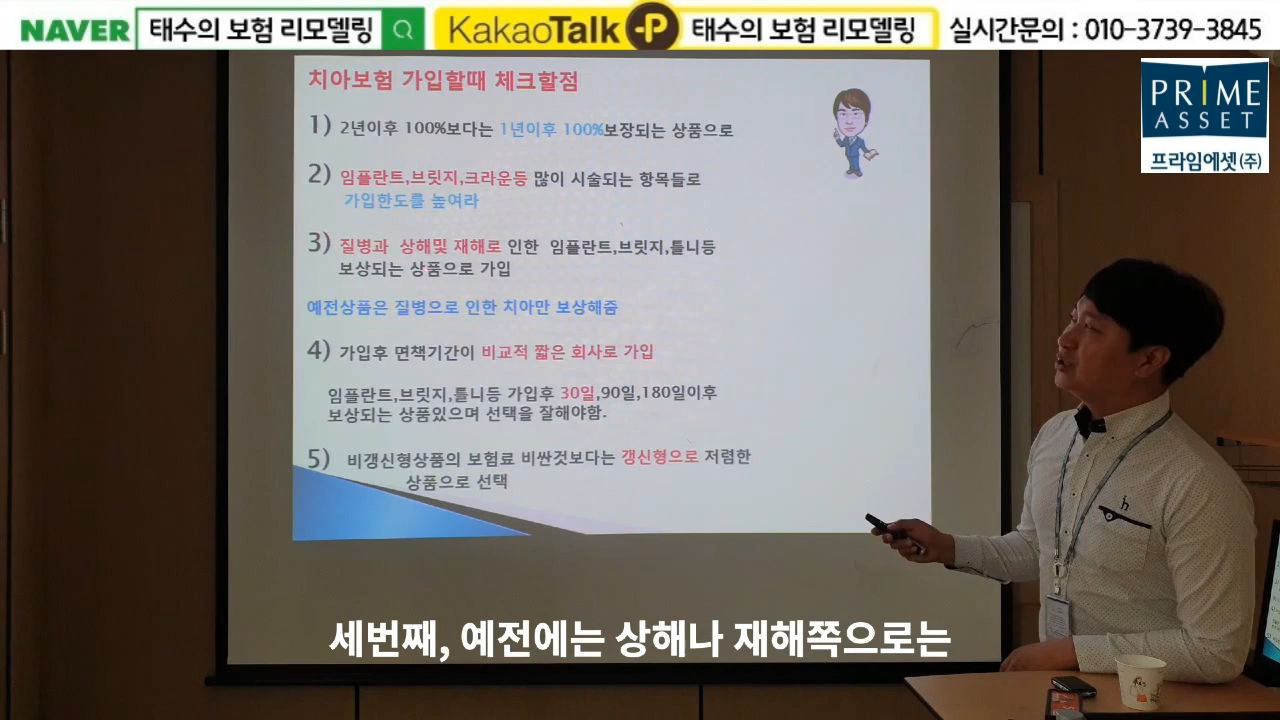 NAVER 태수의 보험 리모델링 KakaoTalk P 태수의 보험 리모델링 실시간문의 : 010-3739-3845
PRIME
ASSET
프라임에셋(주)
치아보험 가입할때 체크할점
1) 2년이후 100%보다는 1년이후 100%보장되는 상품으로
2) 임플란트,브릿지,크라운등 많이 시술되는 항목들로
가입한도를 높여라
3) 질병과 상해및 재해로 인한 임플란트,브릿지,틀니등
보상되는 상품으로 가입
예전상품은 질병으로 인한 치아만 보상해줌
4) 가입후 면책기간이 비교적 짧은 회사로 가입
임플란트,브릿지,틀니등 가입후 30일,90일,180일이후
보상되는 상품있으며 선택을 잘해야함.
5) 비갱신형상품의 보험료 비싼것보다는 갱신형으로 저렴한
상품으로 선택
h
세번째, 예전에는 상해나 재해쪽으로는